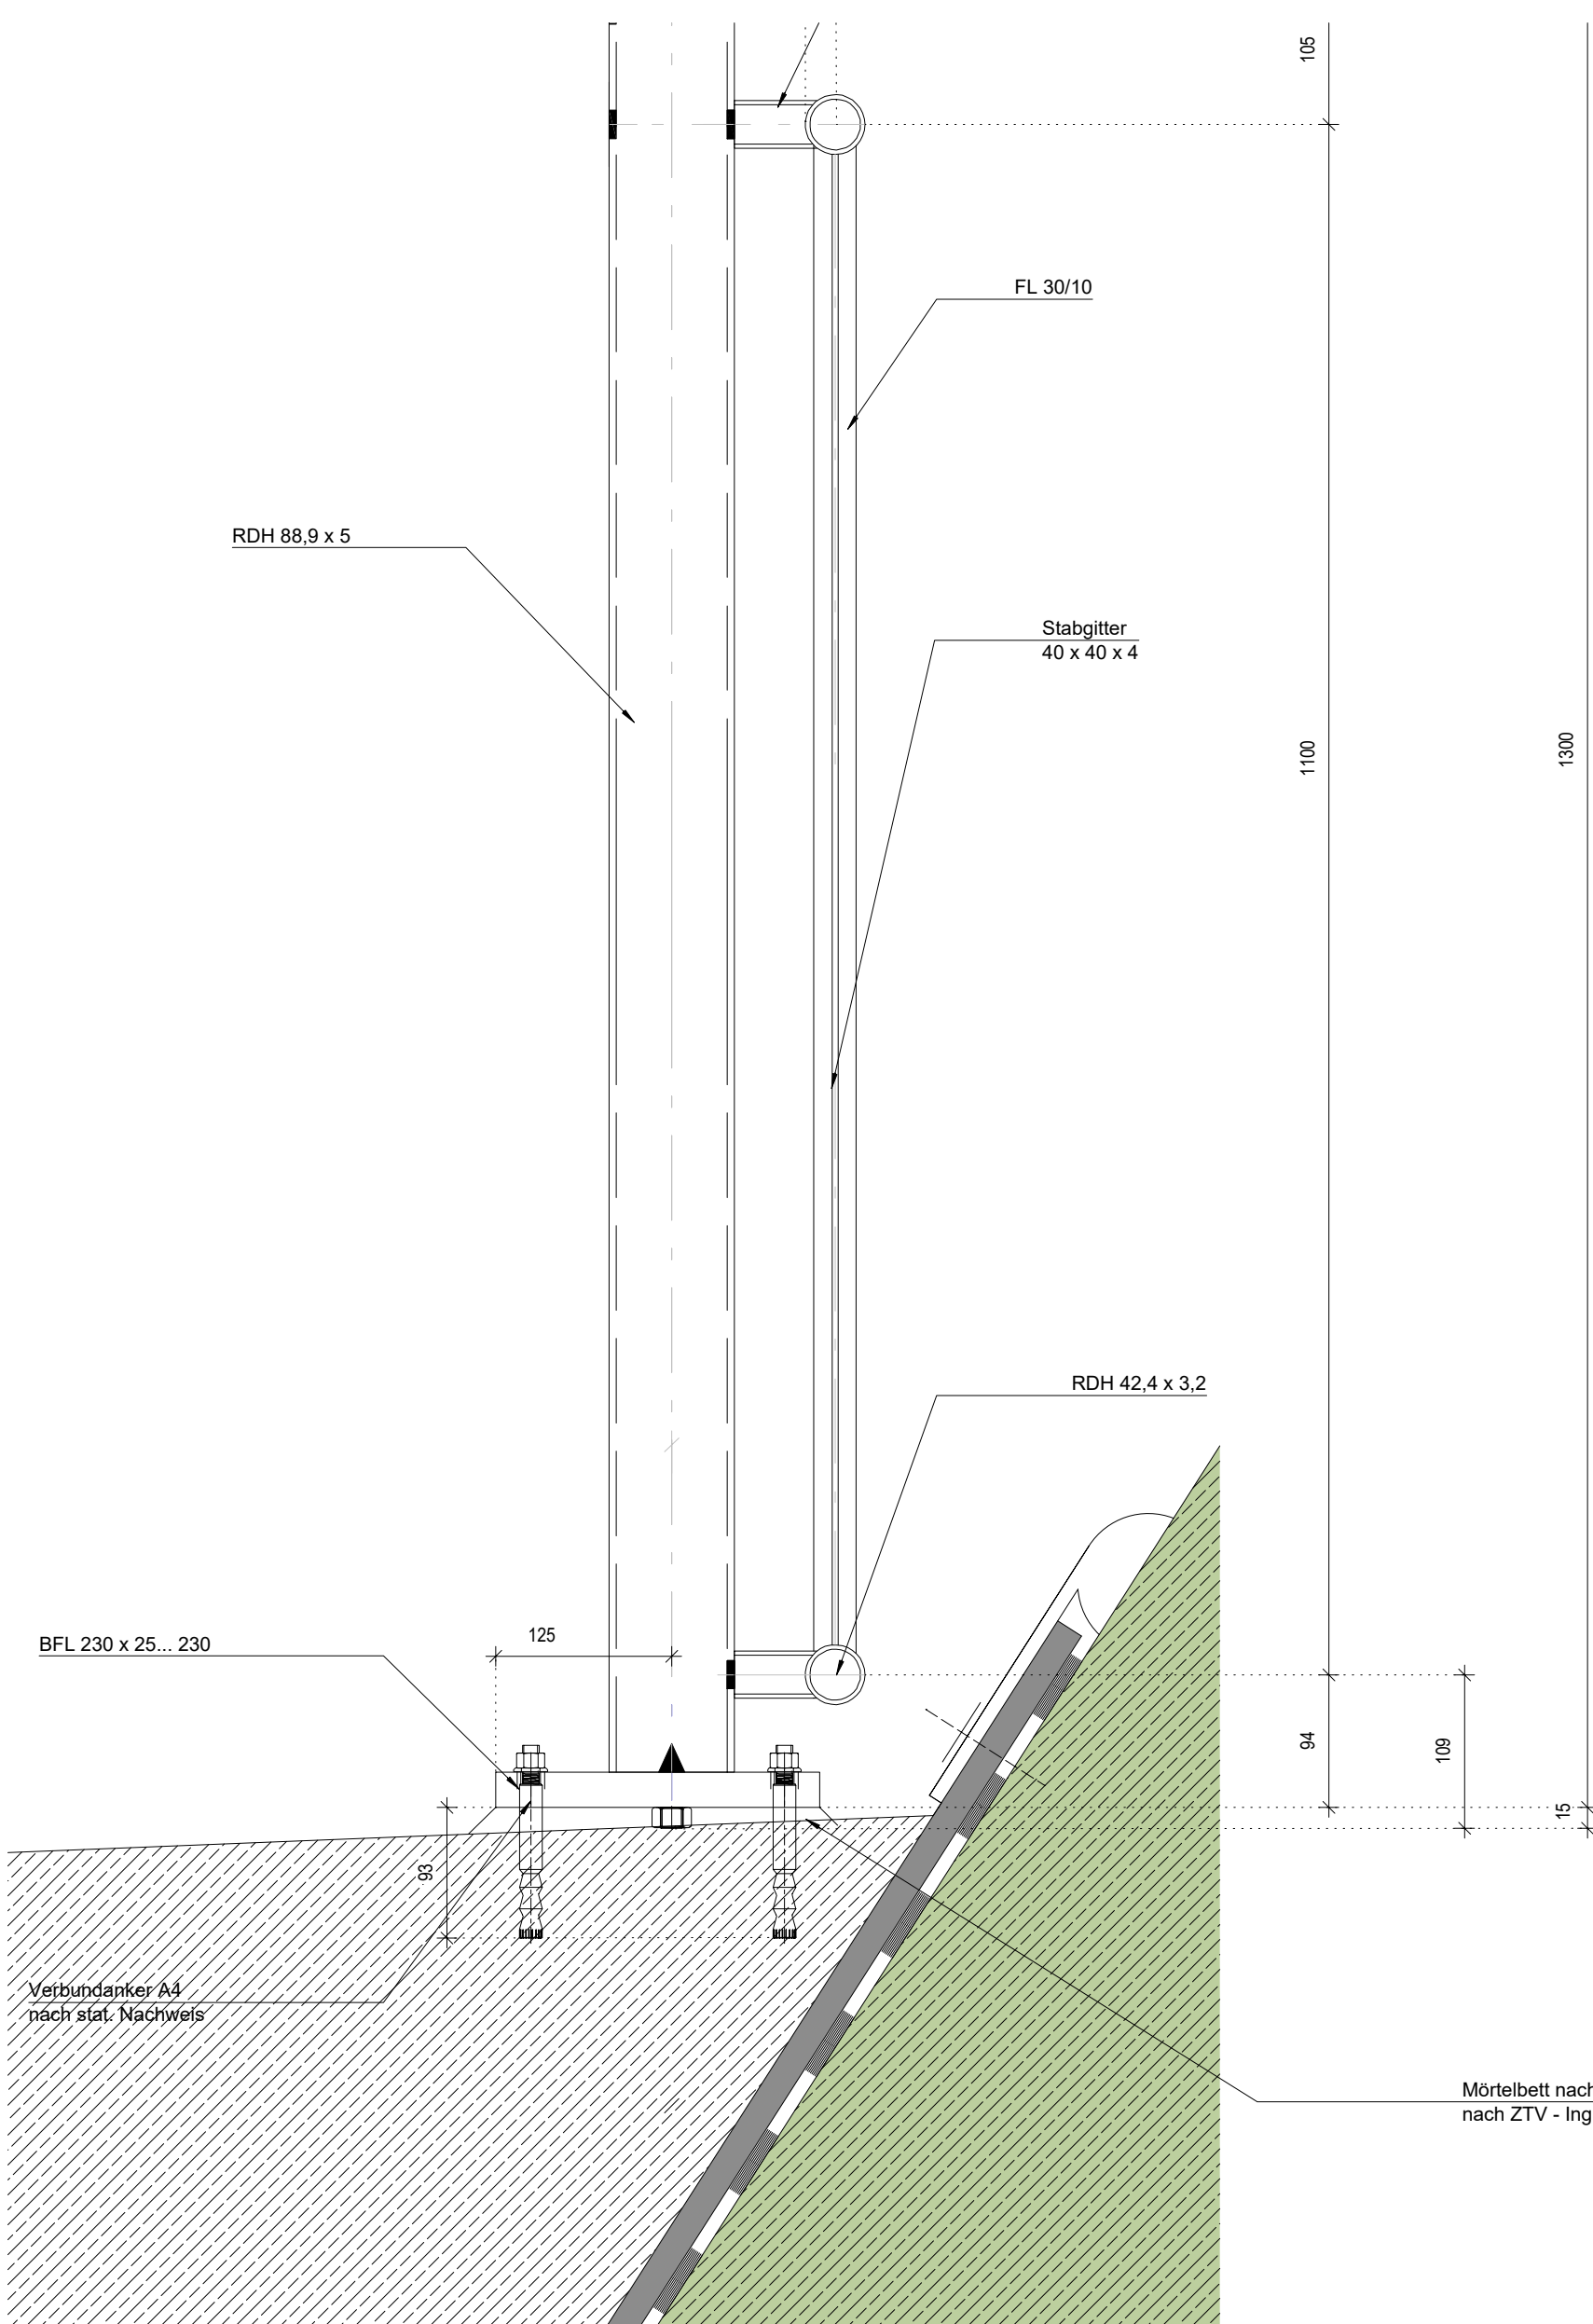 105
FL 30/10
RDH 88,9 x 5
Stabgitter
40 x 40 x 4
1100
1300
RDH 42,4 x 3,2
125
BFL 230 x 25... 230
94
109
15
93
Verbundanker A4
nach stat. Nachweis
Mörtelbett nach
nach ZTV - Ing